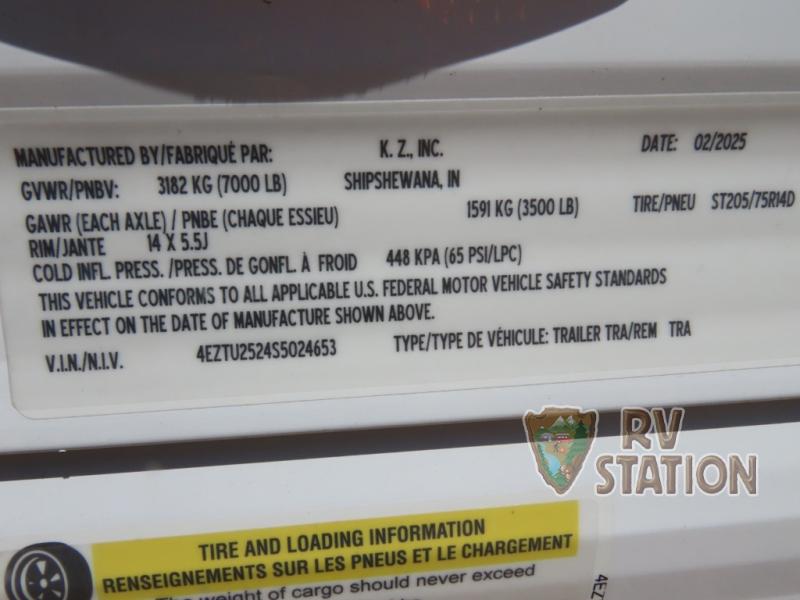 MANUFACTURED BY/FABRIQUÉ PAR: K. Z., INC. DATE: 02/2025
GVWR/PNBV: 3182 KG (7000 LB) SHIPSHEWANA, IN
GAWR (EACH AXLE) / PNBE (CHAQUE ESSIEU) 1591 KG (3500 LB) TIRE/PNEU ST205/75R14D
RIM/JANTE 14 X 5.5J
COLD INFL. PRESS. /PRESS. DE GONFL. À FROID 448 KPA (65 PSI/LPC)
THIS VEHICLE CONFORMS TO ALL APPLICABLE U.S. FEDERAL MOTOR VEHICLE SAFETY STANDARDS
IN EFFECT ON THE DATE OF MANUFACTURE SHOWN ABOVE.
V.I.N./N.I.V. 4EZTU2524S5024653 TYPE/TYPE DE VÉHICULE: TRAILER TRA/REM TRA
RV
STATION
TIRE AND LOADING INFORMATION
RENSEIGNEMENTS SUR LES PNEUS ET LE CHARGEMENT
The weight of cargo should never exceed
4EZ